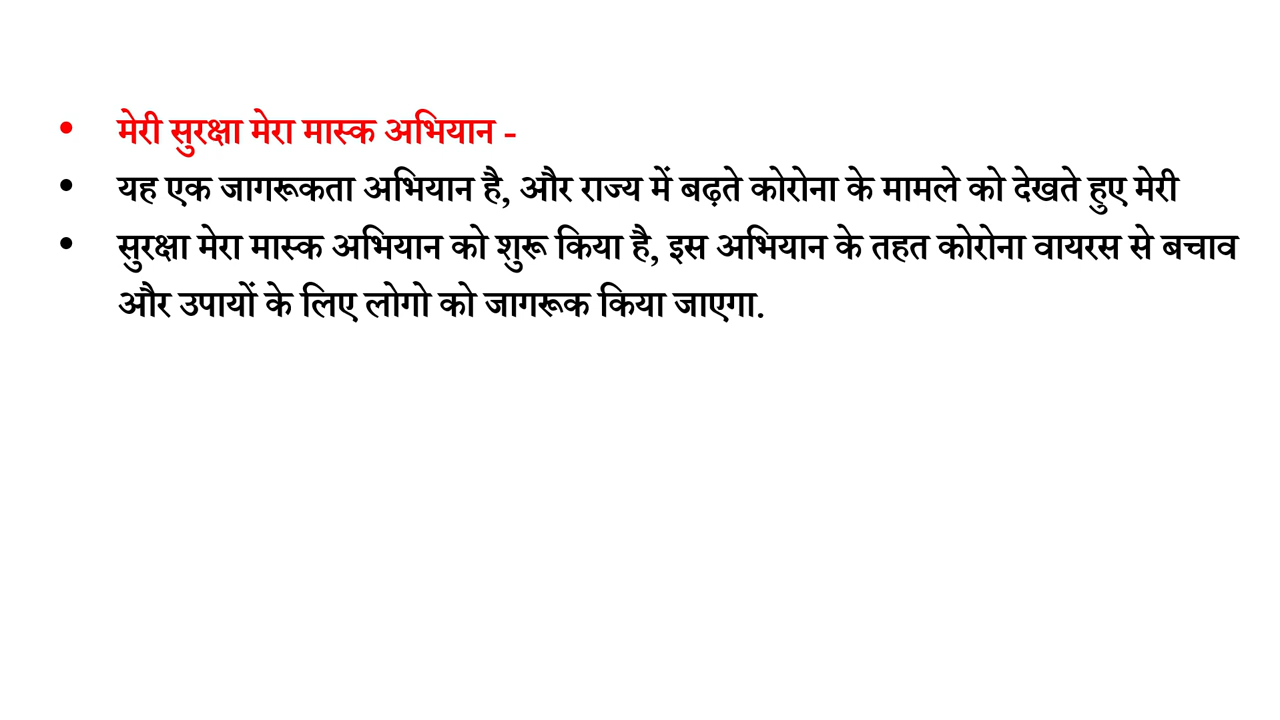 • मेरी सुरक्षा मेरा मास्क अभियान -
• यह एक जागरूकता अभियान है, और राज्य में बढ़ते कोरोना के मामले को देखते हुए मेरी
• सुरक्षा मेरा मास्क अभियान को शुरू किया है, इस अभियान के तहत कोरोना वायरस से बचाव
और उपायों के लिए लोगो को जागरूक किया जाएगा.